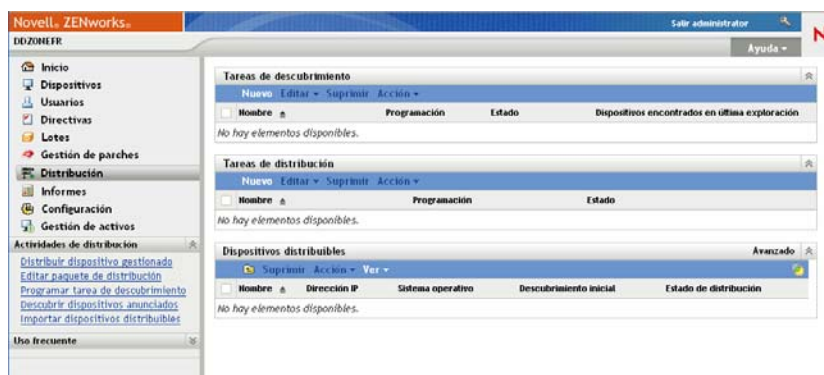 Novell® ZENworks®
Salir administrator
DDZONEFR
Ayuda
Inicio
Dispositivos
Usuarios
Directivas
Lotes
Gestión de parches
Distribución
Informes
Configuración
Gestión de activos
Actividades de distribución
Distribuir dispositivo gestionado
Editar paquete de distribución
Programar tarea de descubrimiento
Descubrir dispositivos anunciados
Importar dispositivos distribuibles
Uso frecuente
Tareas de descubrimiento
Nuevo Editar Suprimir Acción
Nombre Programación Estado Dispositivos encontrados en última exploración
No hay elementos disponibles.
Tareas de distribución
Nuevo Editar Suprimir Acción
Nombre Programación Estado
No hay elementos disponibles.
Dispositivos distribuibles Avanzado
Suprimir Acción Ver
Nombre Dirección IP Sistema operativo Descubrimiento inicial Estado de distribución
No hay elementos disponibles.